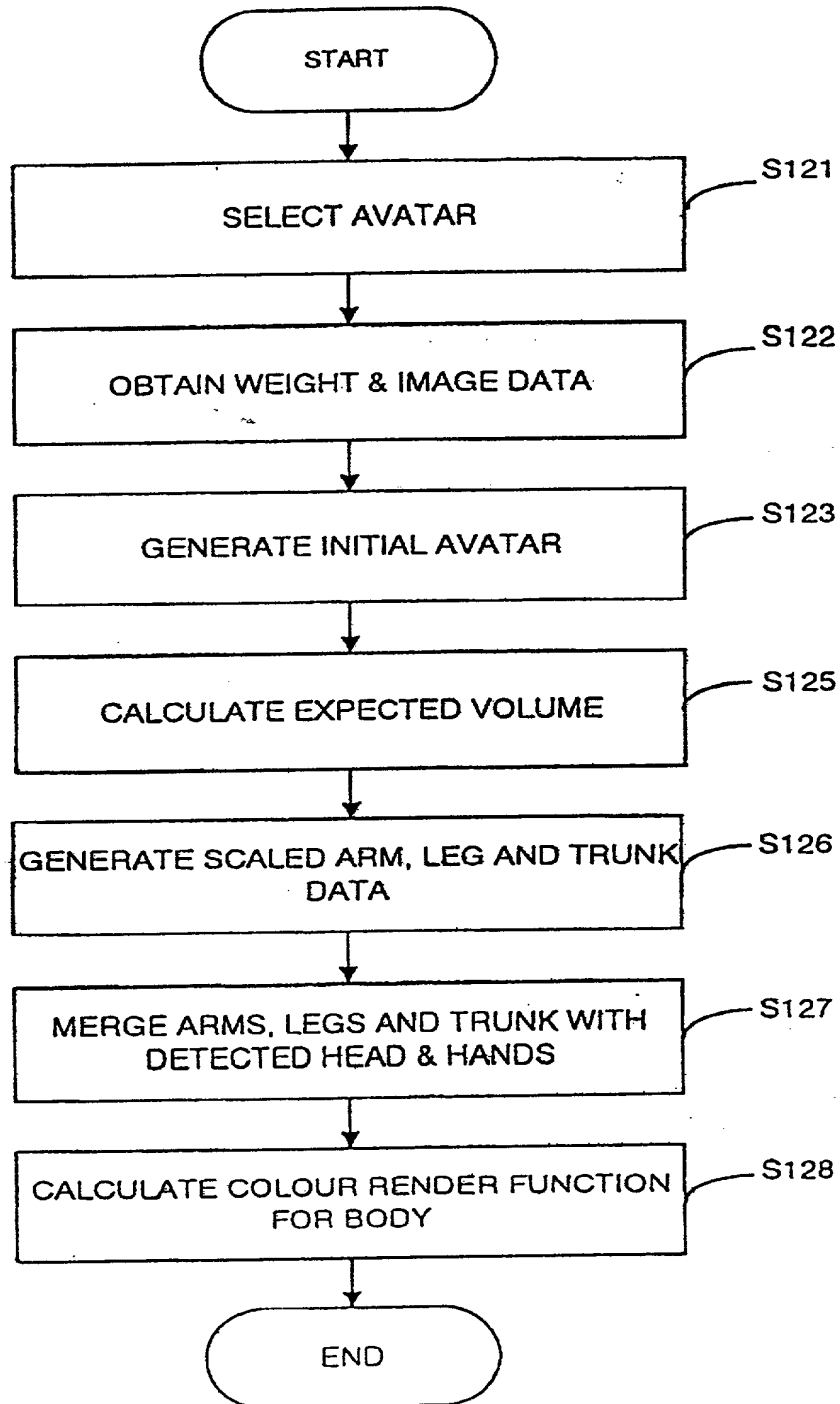 START
S121
SELECT AVATAR
S122
OBTAIN WEIGHT & IMAGE DATA
S123
GENERATE INITIAL AVATAR
S125
CALCULATE EXPECTED VOLUME
S126
GENERATE SCALED ARM, LEG AND TRUNK
DATA
S127
MERGE ARMS, LEGS AND TRUNK WITH
DETECTED HEAD & HANDS
S128
CALCULATE COLOUR RENDER FUNCTION
FOR BODY
END